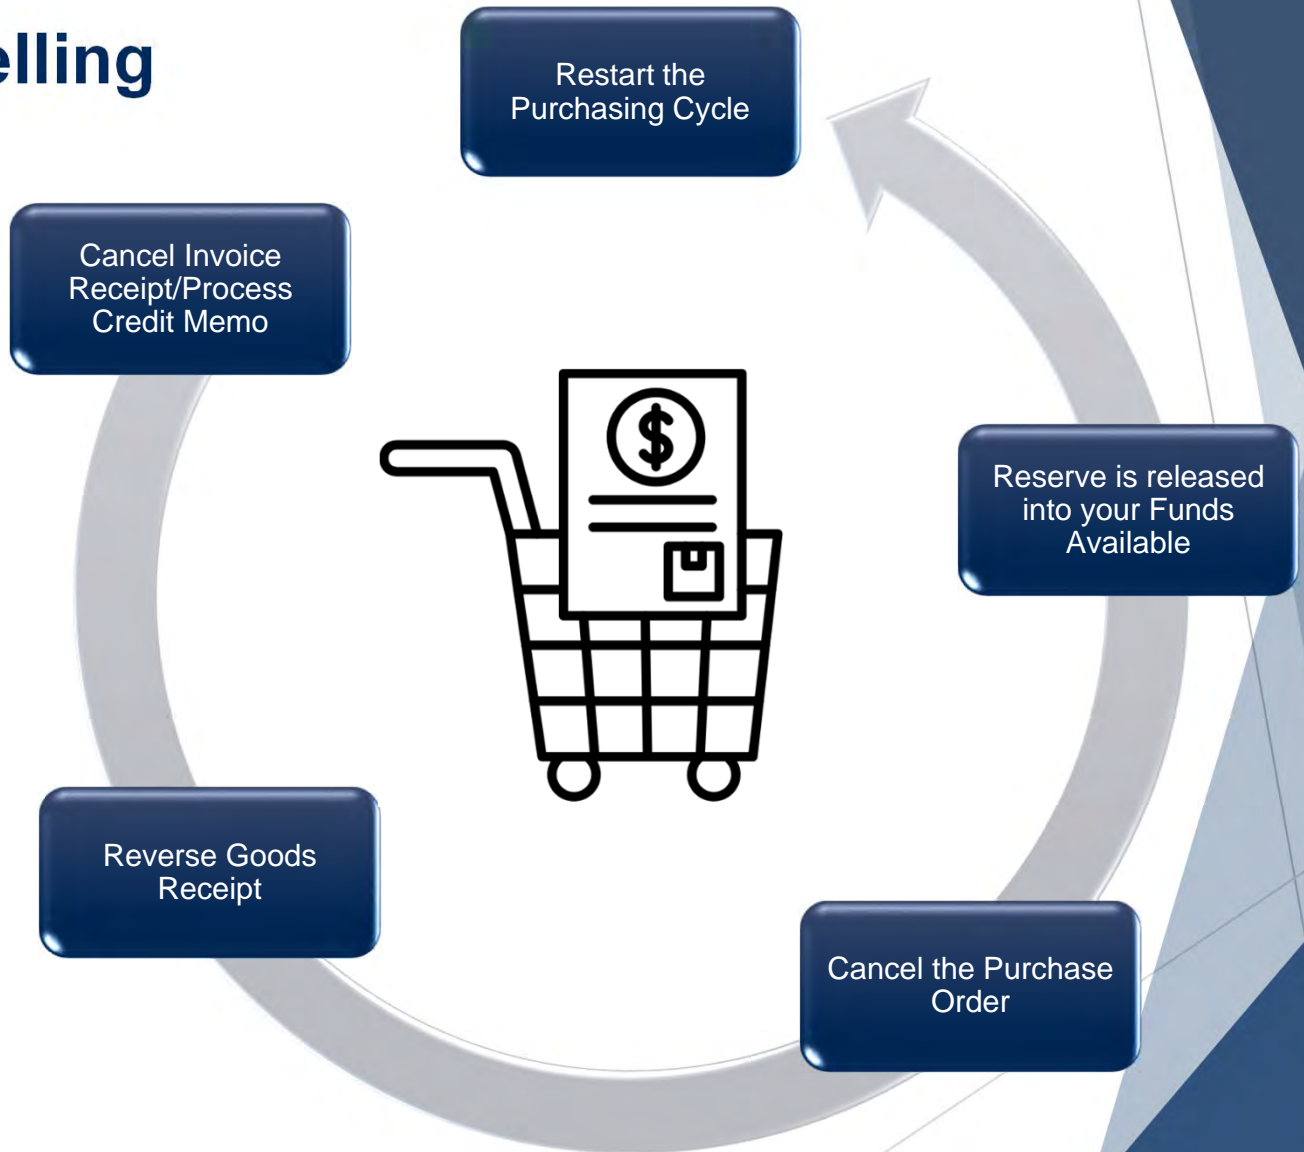 elling
Restart the
Purchasing Cycle
Cancel Invoice
Receipt/Process
Credit Memo
Reserve is released
into your Funds
Available
Reverse Goods
Receipt
Cancel the Purchase
Order